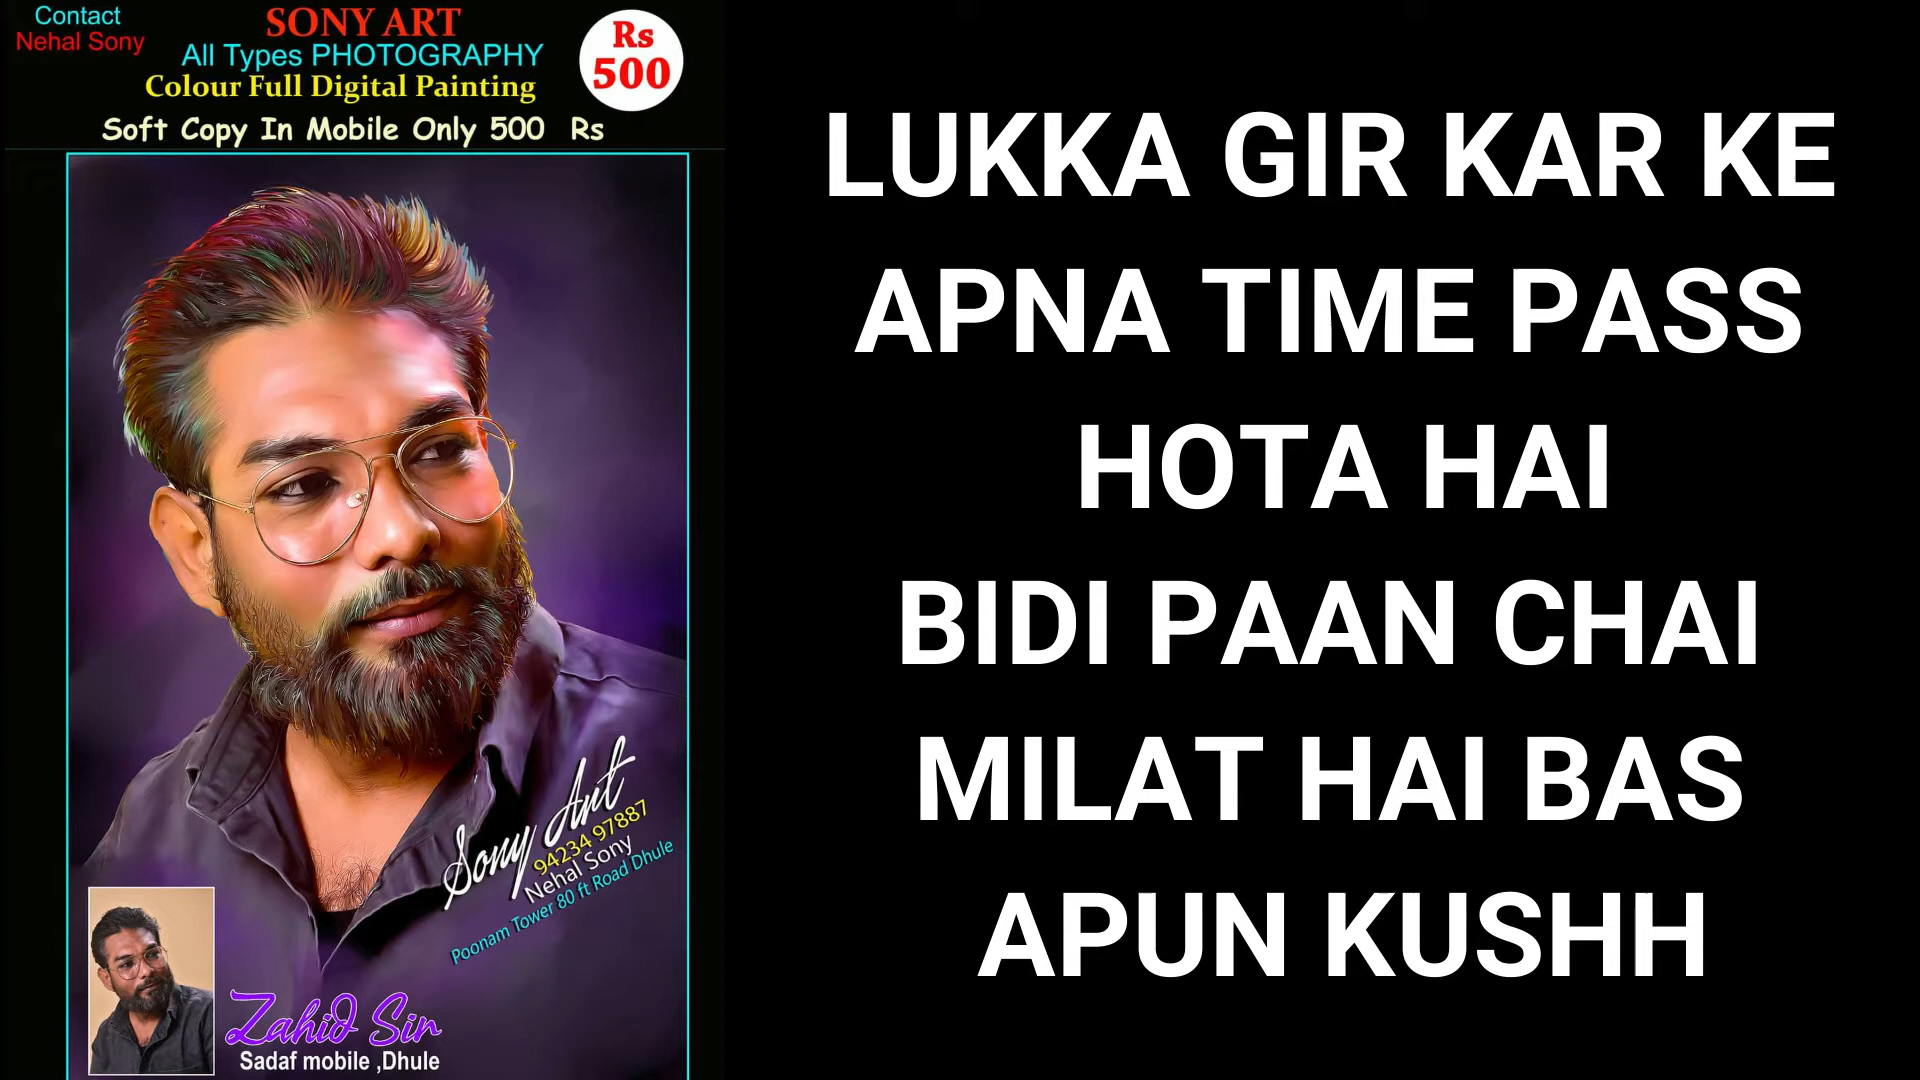 Contact
Nehal Sony
SONY ART
All Types PHOTOGRAPHY
Colour Full Digital Painting
Soft Copy In Mobile Only 500 Rs
Rs
500
Sony Art
94234 97887
Nehal Sony
Poonam Tower 80 ft Road Dhule
Zahid Sir
Sadaf mobile ,Dhule
LUKKA GIR KAR KE
APNA TIME PASS
HOTA HAI
BIDI PAAN CHAI
MILAT HAI BAS
APUN KUSHH